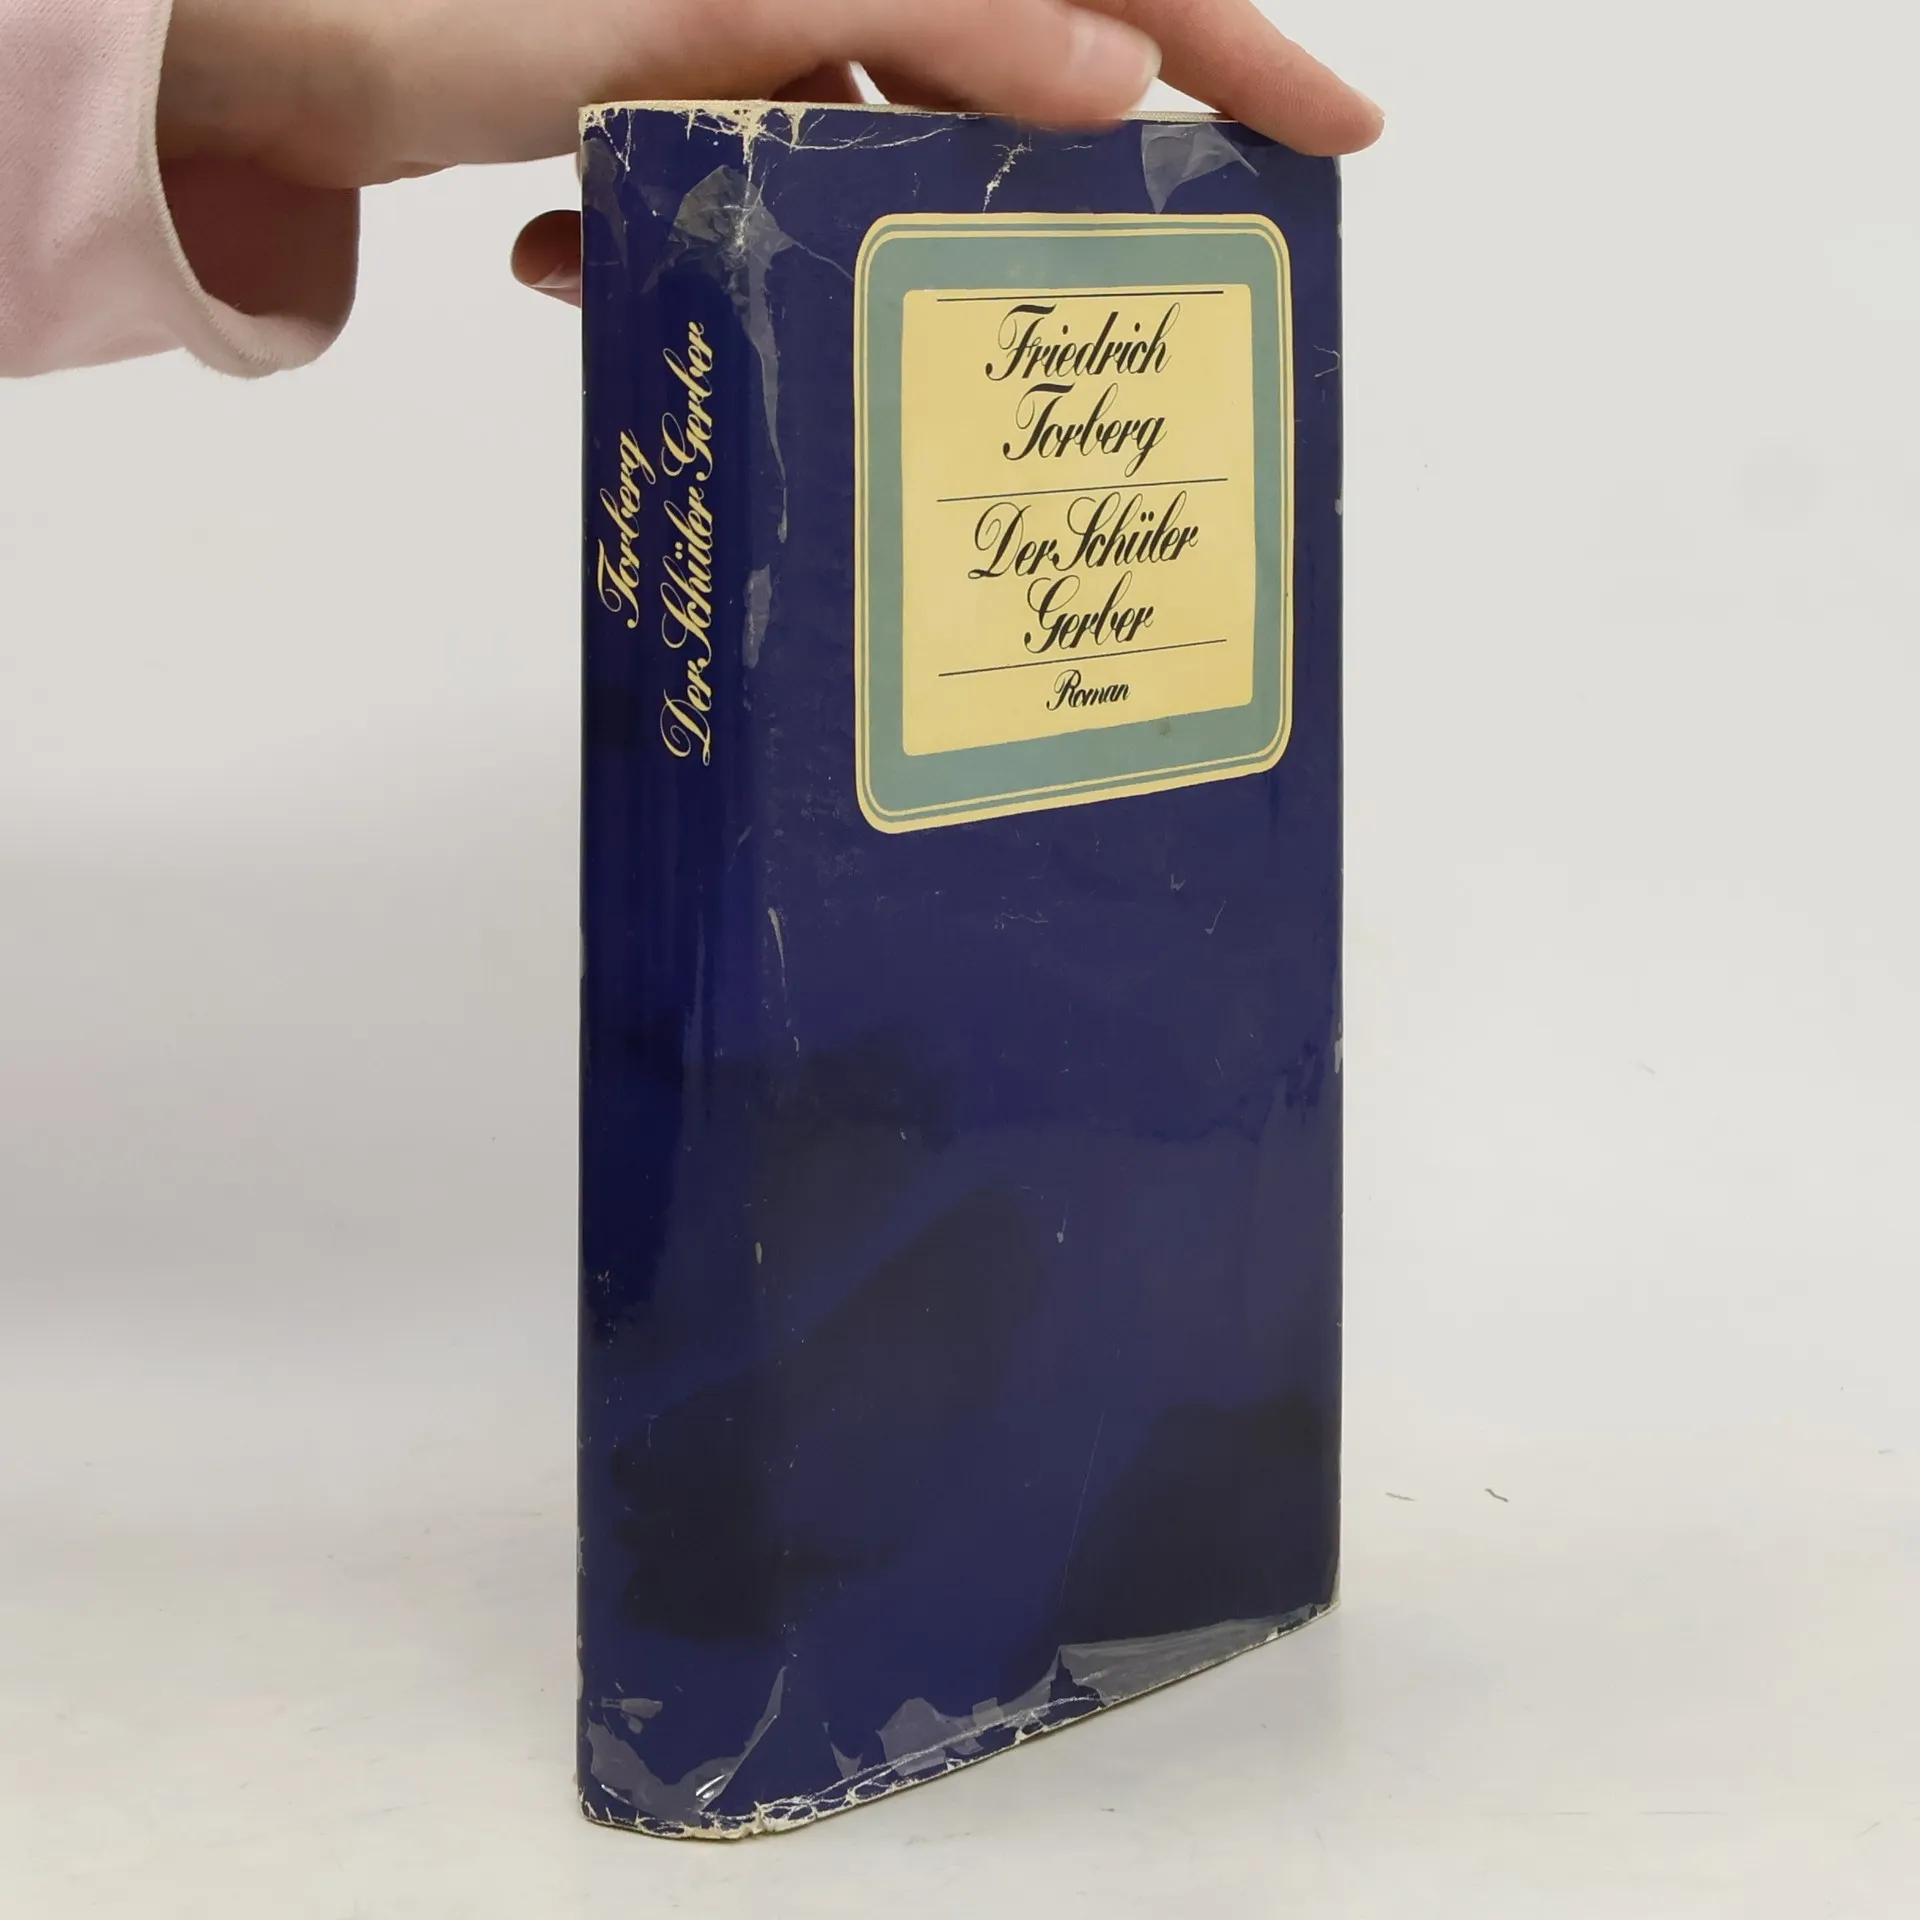 Torberg
Der Schüler Gerber
Friedrich
Torberg
Der Schüler
Gerber
Roman